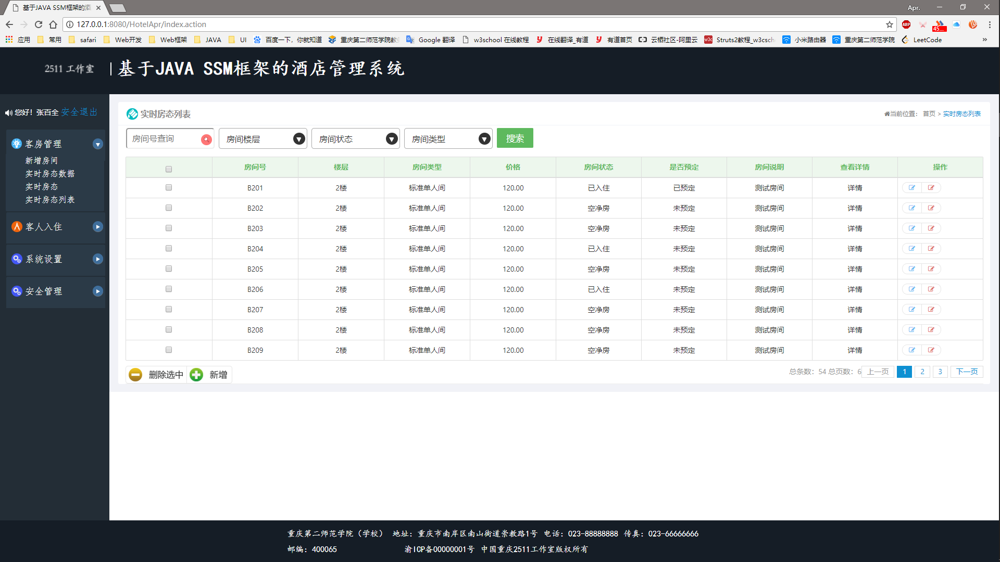 基于JAVA SSM框架的酒
Apr.
127.0.0.1:8080/HotelApr/index.action
ABP
45...
应用 常用 safari Web开发 Web框架 JAVA UI 百度一下，你就知道 重庆第二师范学院教务 Google 翻译 w3school 在线教程 在线翻译_有道 有道首页 云栖社区-阿里云 Struts2教程_w3csch 小米路由器 重庆第二师范学院 LeetCode »
2511 工作室 | 基于JAVA SSM框架的酒店管理系统
您好！张百全 安全退出
客房管理
新增房间
实时房态数据
实时房态
实时房态列表
客人入住
系统设置
安全管理
实时房态列表
当前位置： 首页 > 实时房态列表
房间号查询 房间楼层 房间状态 房间类型 搜索
房间号 楼层 房间类型 价格 房间状态 是否预定 房间说明 查看详情 操作
B201 2楼 标准单人间 120.00 已入住 已预定 测试房间 详情
B202 2楼 标准单人间 120.00 空净房 未预定 测试房间 详情
B203 2楼 标准单人间 120.00 空净房 未预定 测试房间 详情
B204 2楼 标准单人间 120.00 已入住 未预定 测试房间 详情
B205 2楼 标准单人间 120.00 空净房 未预定 测试房间 详情
B206 2楼 标准单人间 120.00 已入住 未预定 测试房间 详情
B207 2楼 标准单人间 120.00 空净房 未预定 测试房间 详情
B208 2楼 标准单人间 120.00 空净房 未预定 测试房间 详情
B209 2楼 标准单人间 120.00 空净房 未预定 测试房间 详情
删除选中 新增
总条数：54 总页数：6 上一页 1 2 3 下一页
重庆第二师范学院（学校） 地址：重庆市南岸区南山街道崇教路1号 电话：023-88888888 传真：023-66666666
邮编：400065 渝ICP备00000001号 中国重庆2511工作室版权所有